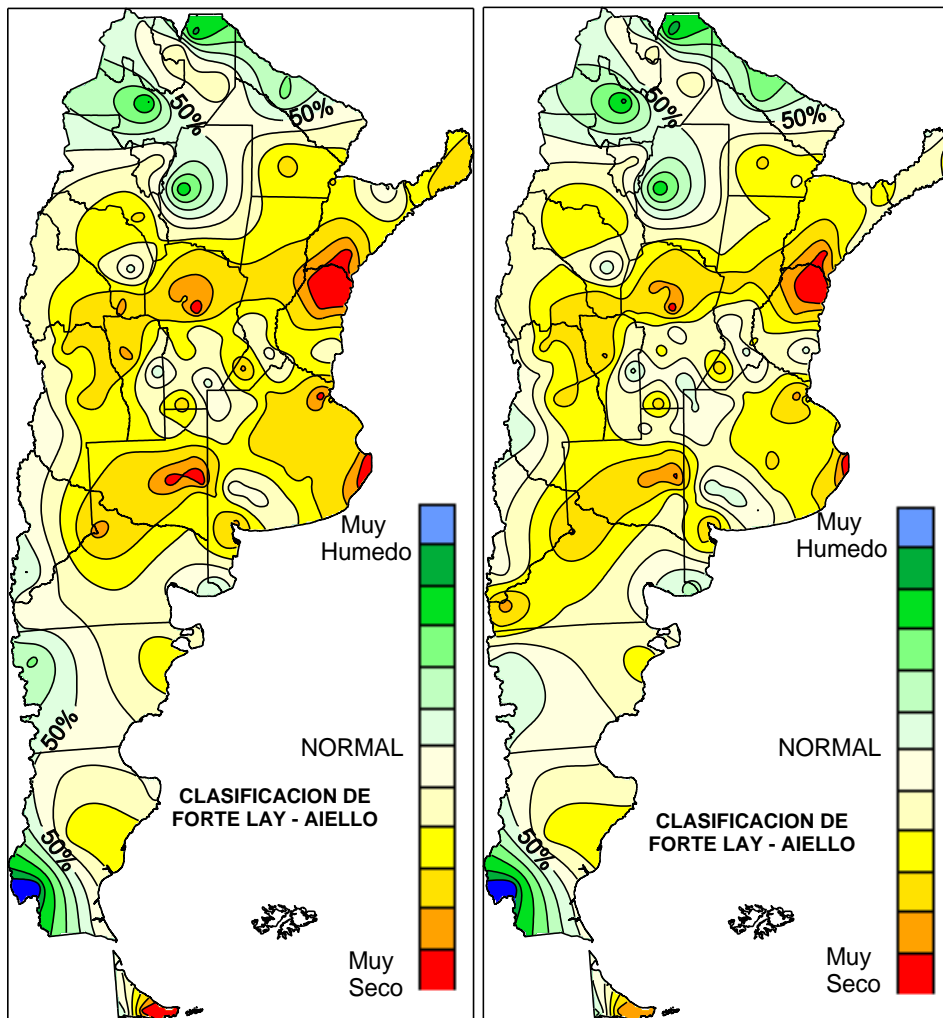 50%
50%
50%
50%
Muy
Humedo
NORMAL
CLASIFICACION DE
FORTE LAY - AIELLO
Muy
Seco
50%
50%
50%
Muy
Humedo
NORMAL
CLASIFICACION DE
FORTE LAY - AIELLO
Muy
Seco